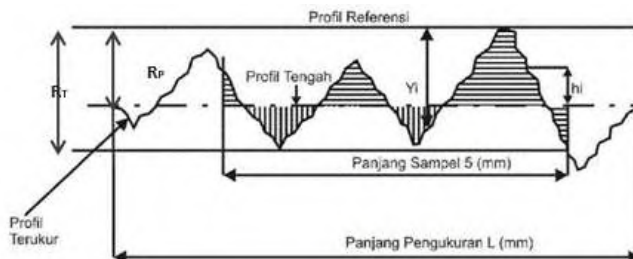 Profil Referensi
RT
RP
Profil Tengah
Yi
hi
Panjang Sampel 5 (mm)
Profil
Terukur
Panjang Pengukuran L (mm)